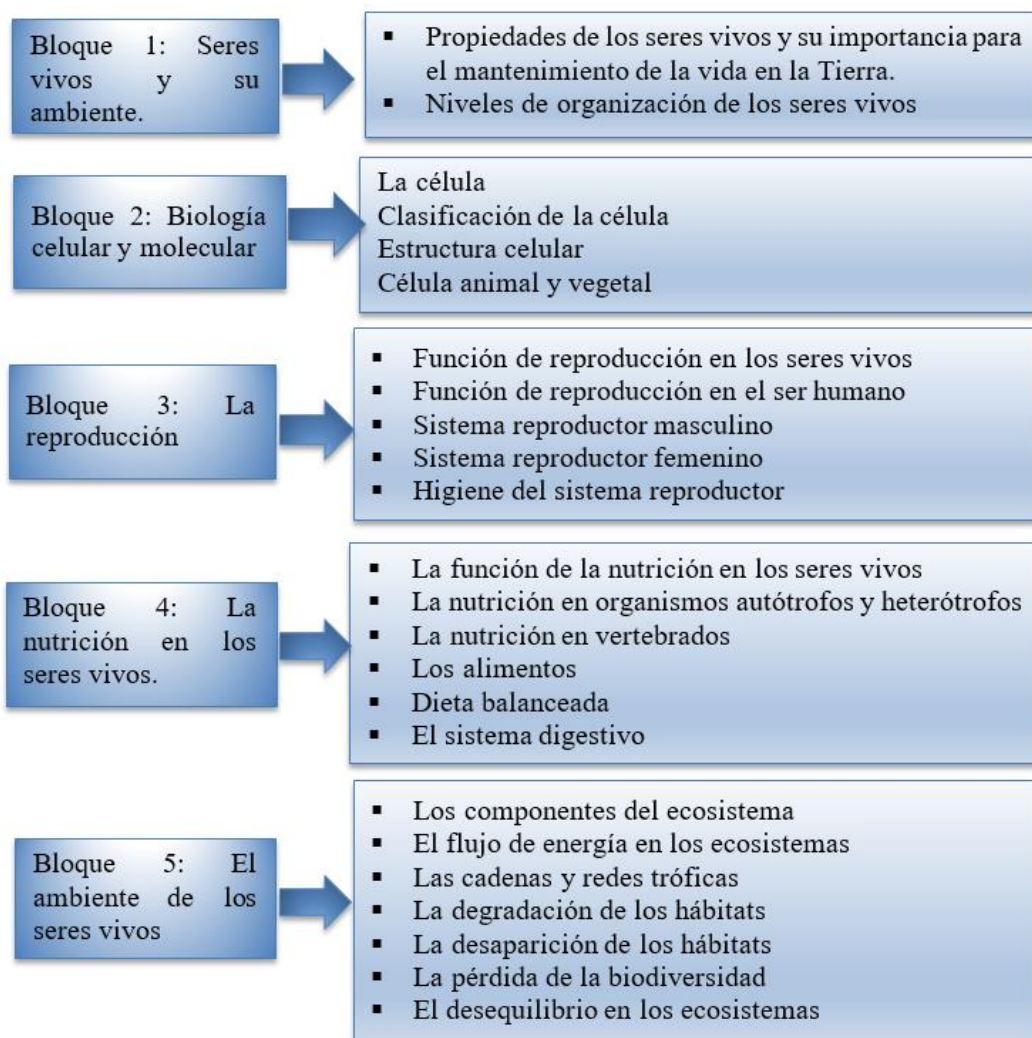 Bloque 1: Seres
vivos y su
ambiente.
▪ Propiedades de los seres vivos y su importancia para
el mantenimiento de la vida en la Tierra.
▪ Niveles de organización de los seres vivos
Bloque 2: Biología
celular y molecular
La célula
Clasificación de la célula
Estructura celular
Célula animal y vegetal
Bloque 3: La
reproducción
▪ Función de reproducción en los seres vivos
▪ Función de reproducción en el ser humano
▪ Sistema reproductor masculino
▪ Sistema reproductor femenino
▪ Higiene del sistema reproductor
Bloque 4: La
nutrición en los
seres vivos.
▪ La función de la nutrición en los seres vivos
▪ La nutrición en organismos autótrofos y heterótrofos
▪ La nutrición en vertebrados
▪ Los alimentos
▪ Dieta balanceada
▪ El sistema digestivo
Bloque 5: El
ambiente de los
seres vivos
▪ Los componentes del ecosistema
▪ El flujo de energía en los ecosistemas
▪ Las cadenas y redes tróficas
▪ La degradación de los hábitats
▪ La desaparición de los hábitats
▪ La pérdida de la biodiversidad
▪ El desequilibrio en los ecosistemas